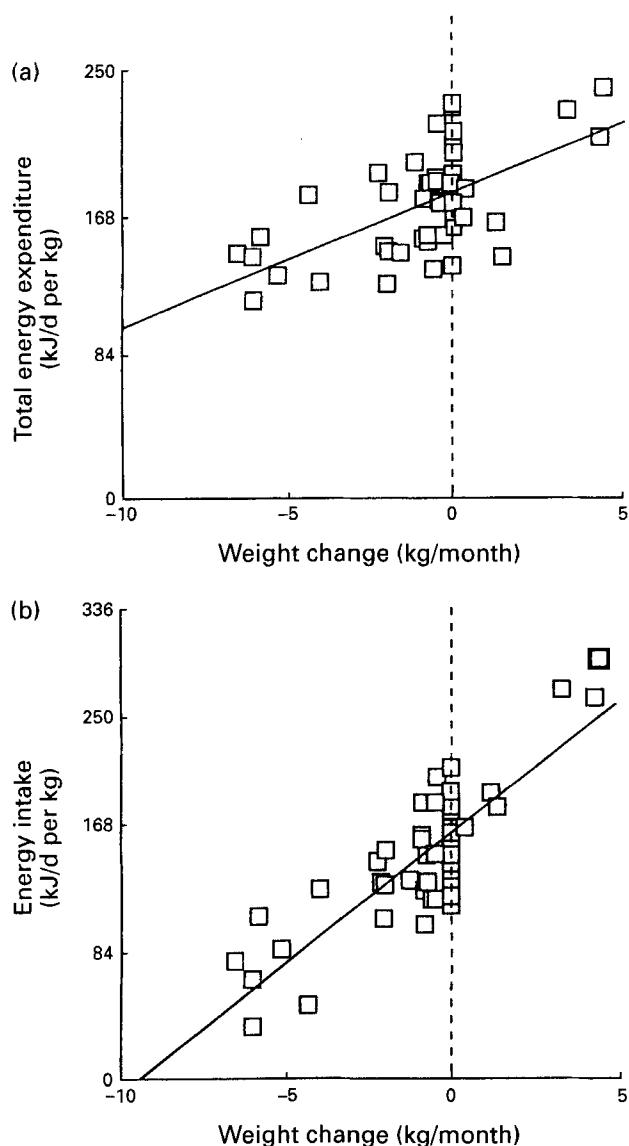 (a)
250
168
84
0
-10
-5
0
5
Total energy expenditure
(kJ/d per kg)
Weight change (kg/month)
(b)
336
250
168
84
0
-10
-5
0
5
Energy intake
(kJ/d per kg)
Weight change (kg/month)